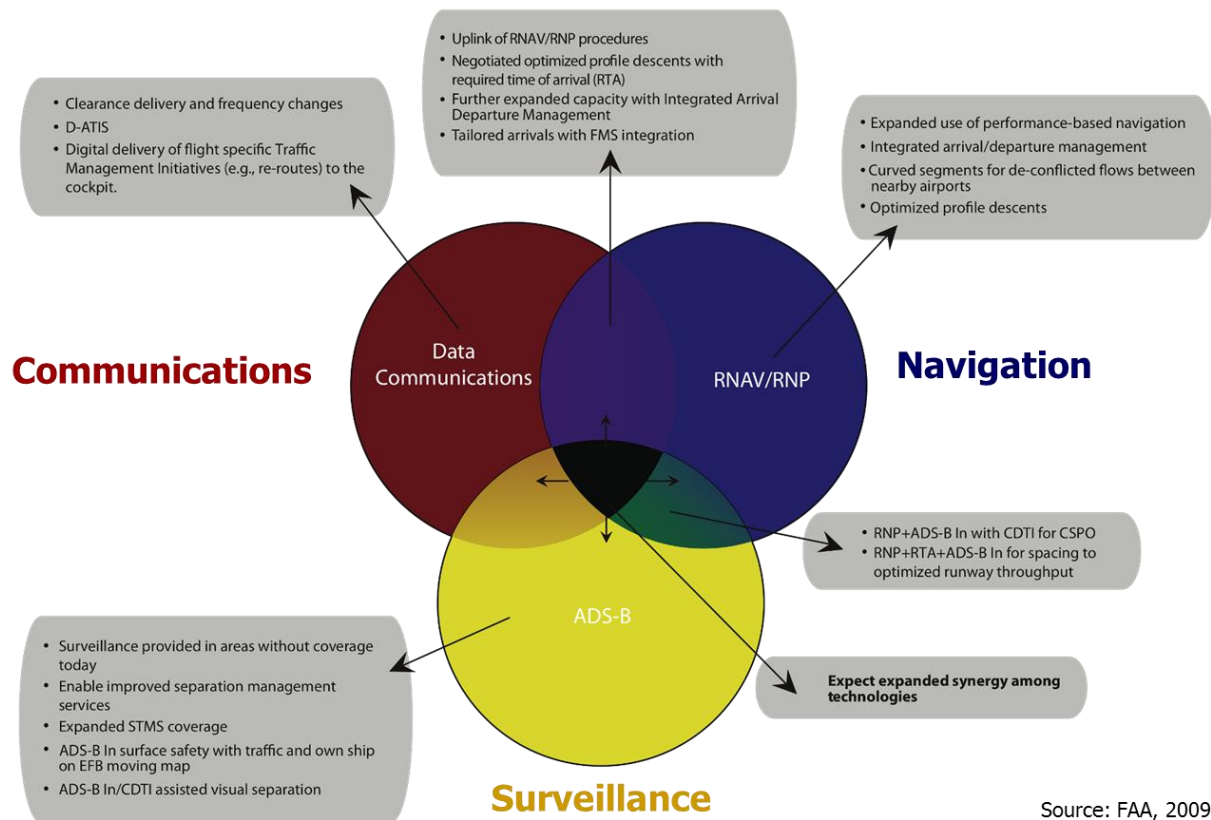 • Uplink of RNAV/RNP procedures
• Negotiated optimized profile descents with
required time of arrival (RTA)
• Further expanded capacity with Integrated Arrival
Departure Management
• Tailored arrivals with FMS integration
• Clearance delivery and frequency changes
• D-ATIS
• Digital delivery of flight specific Traffic
Management Initiatives (e.g., re-routes) to the
cockpit.
• Expanded use of performance-based navigation
• Integrated arrival/departure management
• Curved segments for de-conflicted flows between
nearby airports
• Optimized profile descents
Communications
Data
Communications
RNAV/RNP
Navigation
• RNP+ADS-B In with CDTI for CSPO
• RNP+RTA+ADS-B In for spacing to
optimized runway throughput
ADS-B
• Surveillance provided in areas without coverage
today
• Enable improved separation management
services
• Expanded STMS coverage
• ADS-B In surface safety with traffic and own ship
on EFB moving map
• ADS-B In/CDTI assisted visual separation
Expect expanded synergy among
technologies
Surveillance
Source: FAA, 2009